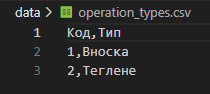 data > operation_types.csv
1 Код,Тип
2 1,Вноска
3 2,Теглене